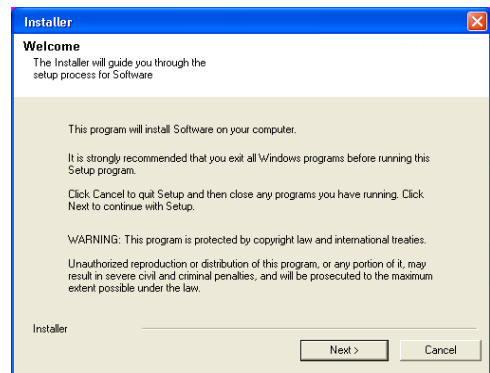 Installer
Welcome
The Installer will guide you through the
setup process for Software
This program will install Software on your computer.
It is strongly recommended that you exit all Windows programs before running this
Setup program.
Click Cancel to quit Setup and then close any programs you have running. Click
Next to continue with Setup.
WARNING: This program is protected by copyright law and international treaties.
Unauthorized reproduction or distribution of this program, or any portion of it, may
result in severe civil and criminal penalties, and will be prosecuted to the maximum
extent possible under the law.
Installer
Next >
Cancel